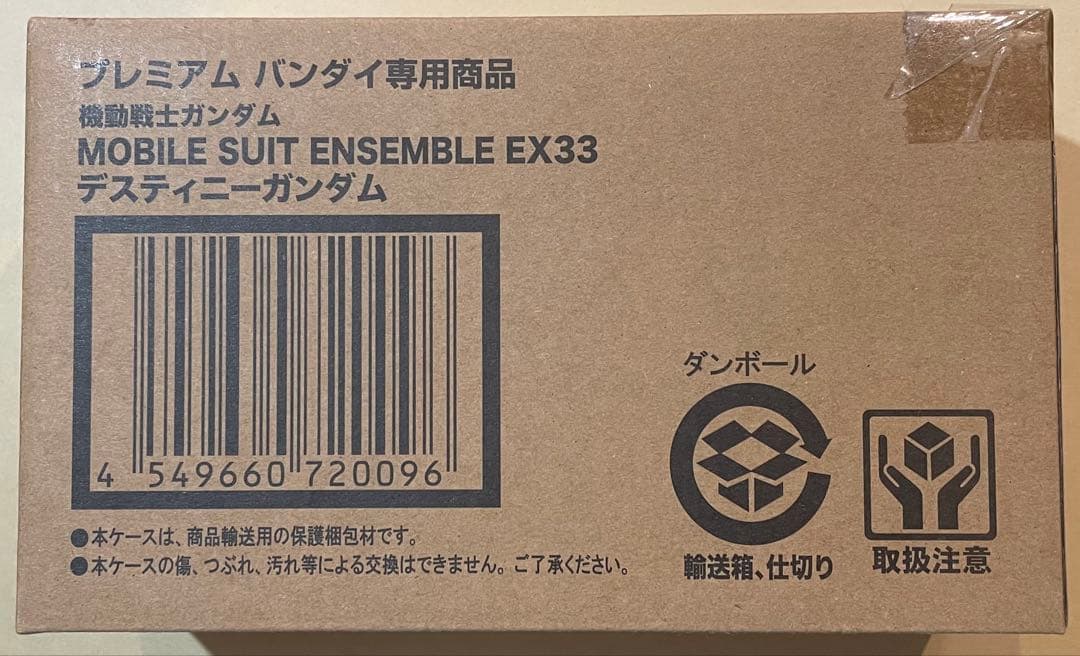 プレミアム バンダイ専用商品
機動戦士ガンダム
MOBILE SUIT ENSEMBLE EX33
デスティニーガンダム
4 549660 720096
●本ケースは、商品輸送用の保護梱包材です。
●本ケースの傷、つぶれ、汚れ等による交換はできません。ご了承ください。
ダンボール
輸送箱、仕切り
取扱注意